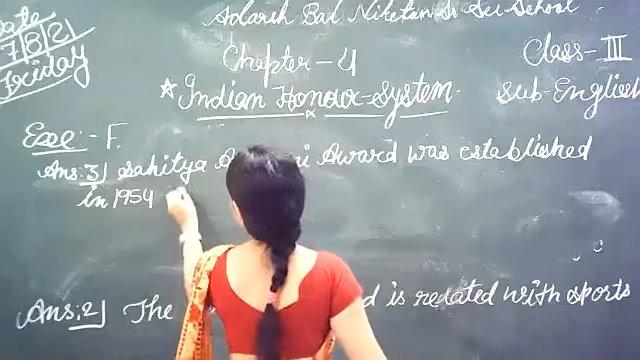 Adarsh Bal Niketan Sr Sec School
Date
7/8/21
Friday
Chapter - 4
Class - III
* Indian Honour System
Sub - English
Exe:- F.
Ans:3) Sahitya Award was established
in 1954
Ans:2) The is related with sports